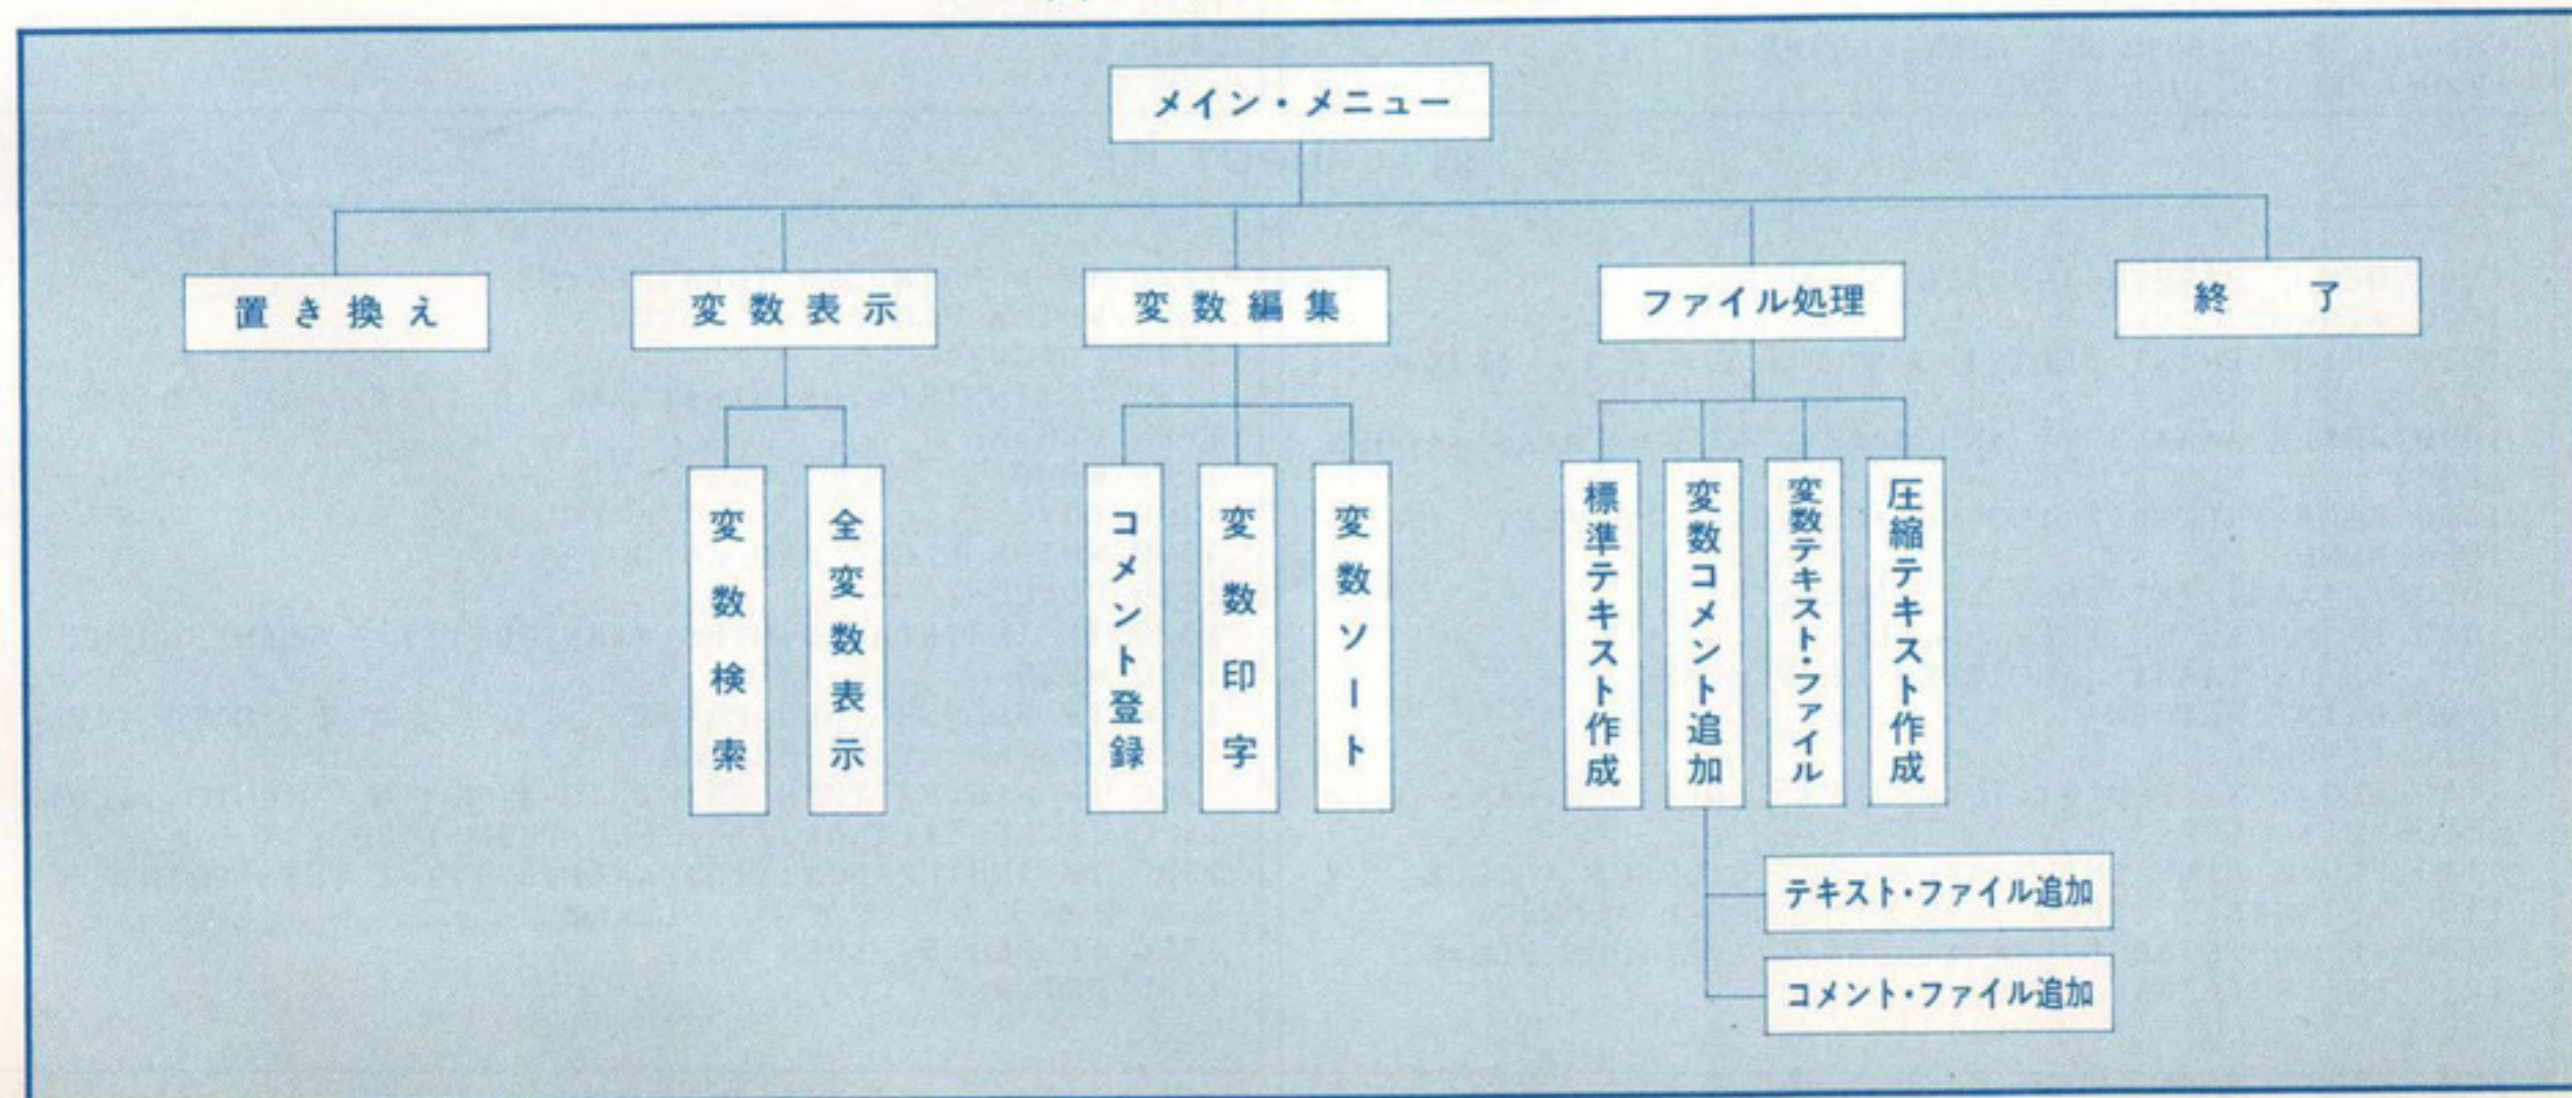 メイン・メニュー
置き換え
変数表示
変数編集
ファイル処理
終了
変数検索
全変数表示
コメント登録
変数印字
変数ソート
標準テキスト作成
変数コメント追加
変数テキスト・ファイル
圧縮テキスト作成
テキスト・ファイル追加
コメント・ファイル追加